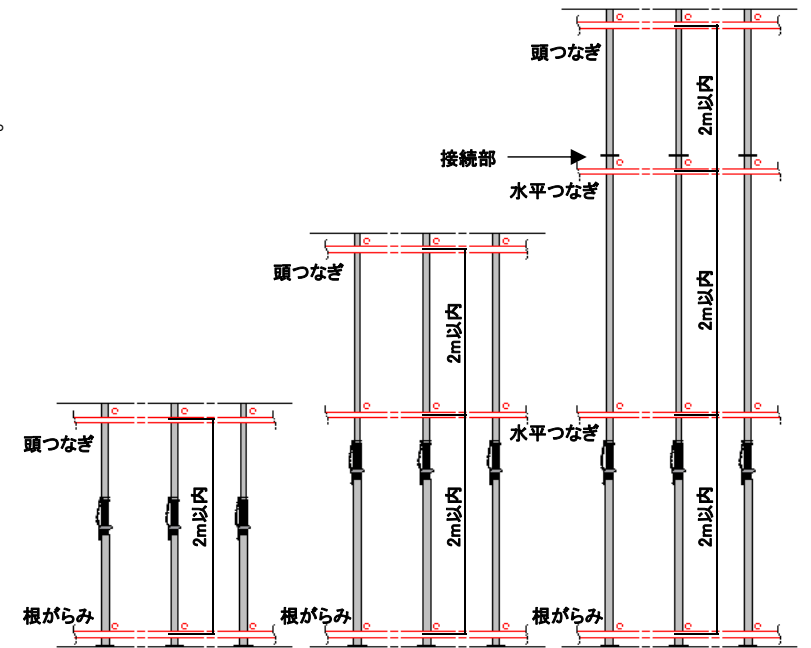 。
頭つなぎ
2m以内
根がらみ
頭つなぎ
2m以内
2m以内
根がらみ
頭つなぎ
2m以内
接続部
水平つなぎ
2m以内
水平つなぎ
2m以内
根がらみ